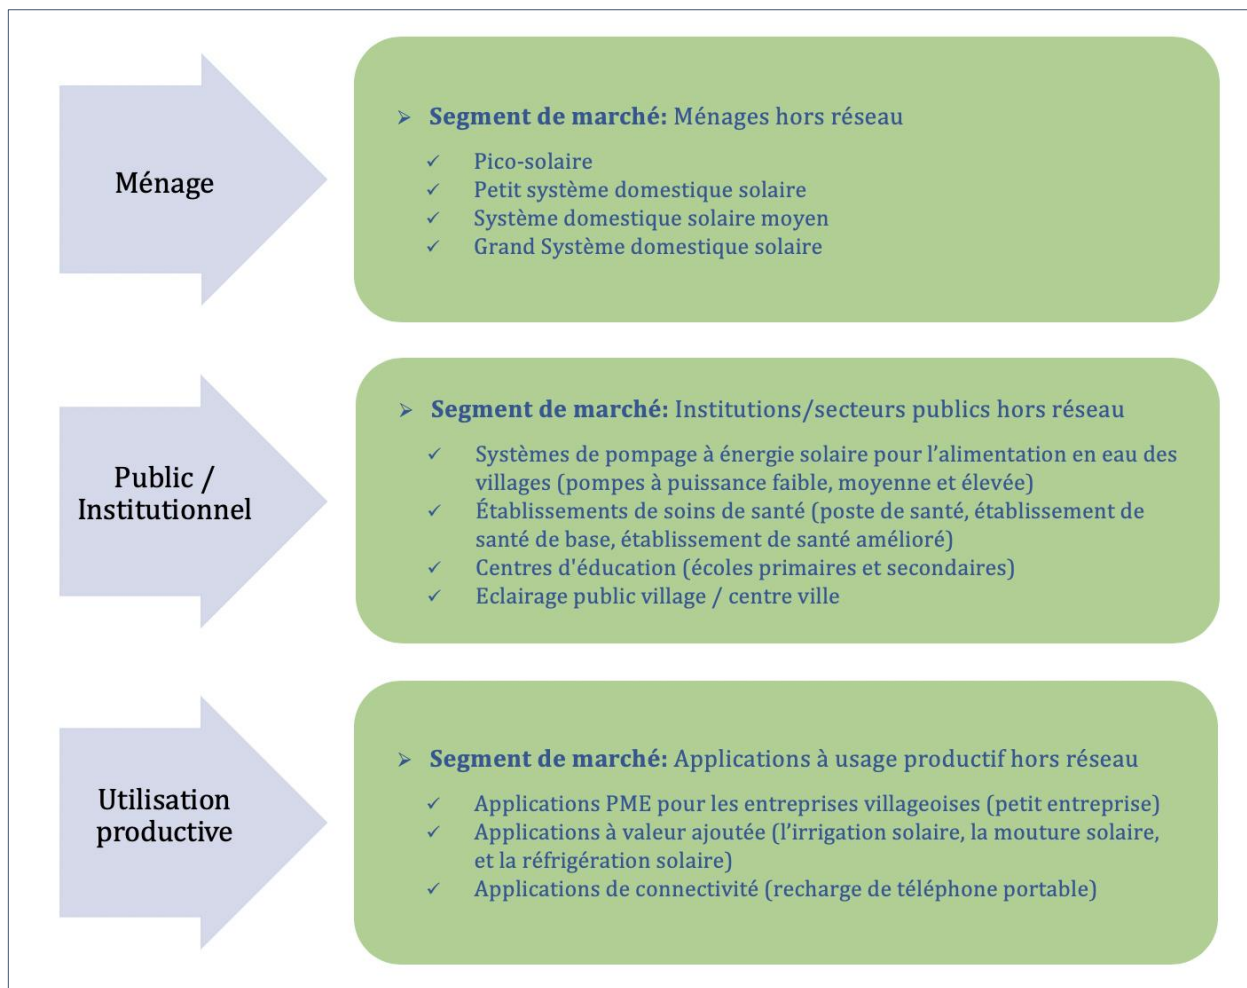 Ménage
➢ Segment de marché: Ménages hors réseau
✓ Pico-solaire
✓ Petit système domestique solaire
✓ Système domestique solaire moyen
✓ Grand Système domestique solaire
Public /
Institutionnel
➢ Segment de marché: Institutions/secteurs publics hors réseau
✓ Systèmes de pompage à énergie solaire pour l’alimentation en eau des
villages (pompes à puissance faible, moyenne et élevée)
✓ Établissements de soins de santé (poste de santé, établissement de
santé de base, établissement de santé amélioré)
✓ Centres d'éducation (écoles primaires et secondaires)
✓ Eclairage public village / centre ville
Utilisation
productive
➢ Segment de marché: Applications à usage productif hors réseau
✓ Applications PME pour les entreprises villageoises (petit entreprise)
✓ Applications à valeur ajoutée (l’irrigation solaire, la mouture solaire,
et la réfrigération solaire)
✓ Applications de connectivité (recharge de téléphone portable)